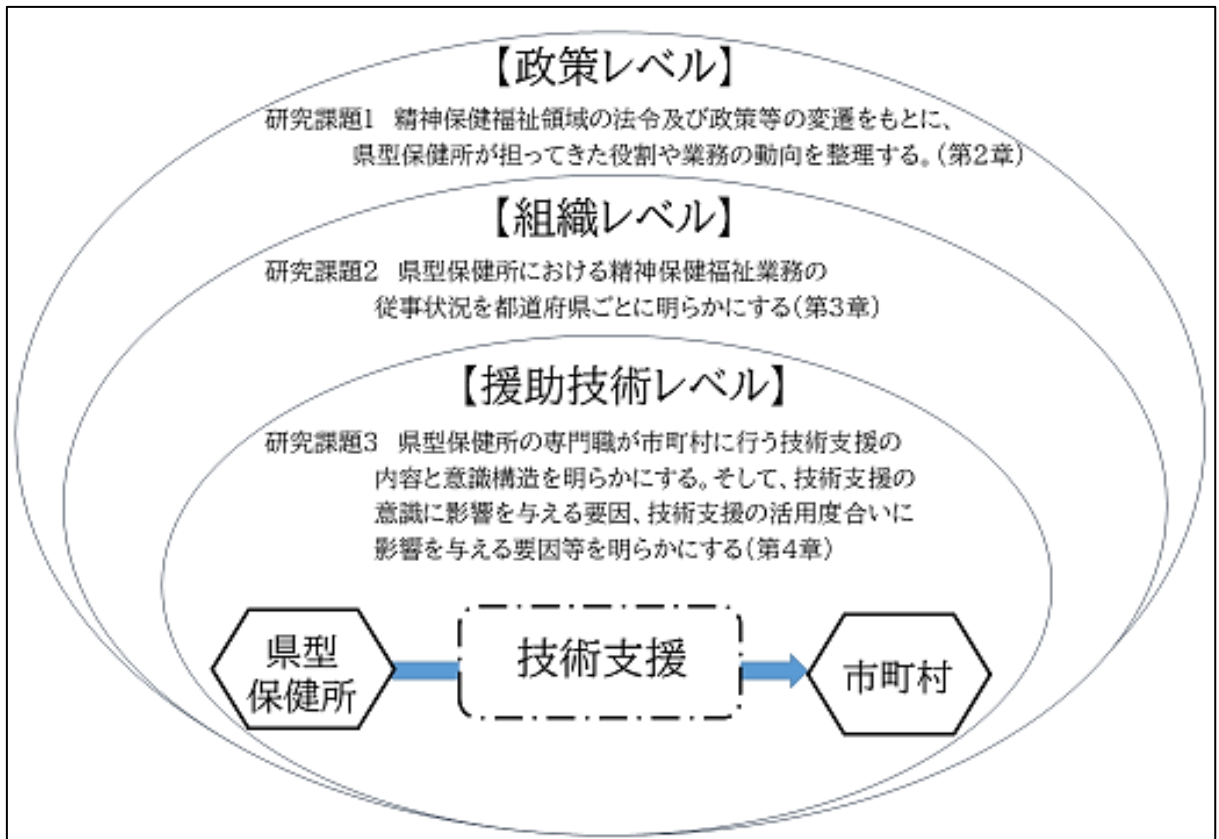 【政策レベル】
研究課題1 精神保健福祉領域の法令及び政策等の変遷をもとに、
県型保健所が担ってきた役割や業務の動向を整理する。(第2章)
【組織レベル】
研究課題2 県型保健所における精神保健福祉業務の
従事状況を都道府県ごとに明らかにする(第3章)
【援助技術レベル】
研究課題3 県型保健所の専門職が市町村に行う技術支援の
内容と意識構造を明らかにする。そして、技術支援の
意識に影響を与える要因、技術支援の活用度合いに
影響を与える要因等を明らかにする(第4章)
県型
保健所
技術支援
市町村